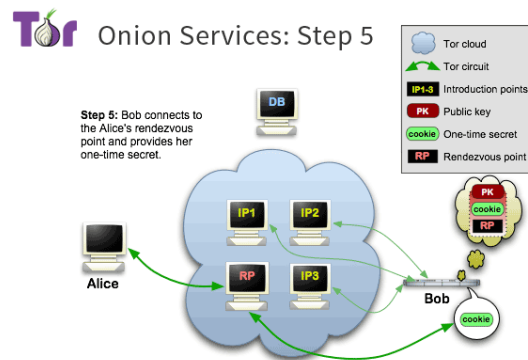 Tor Onion Services: Step 5
Tor cloud
Tor circuit
IP1-3 Introduction points
PK Public key
cookie One-time secret
RP Rendezvous point
DB
Step 5: Bob connects to
the Alice's rendezvous
point and provides her
one-time secret.
PK
cookie
RP
IP1 IP2
RP IP3
Alice
Bob
cookie